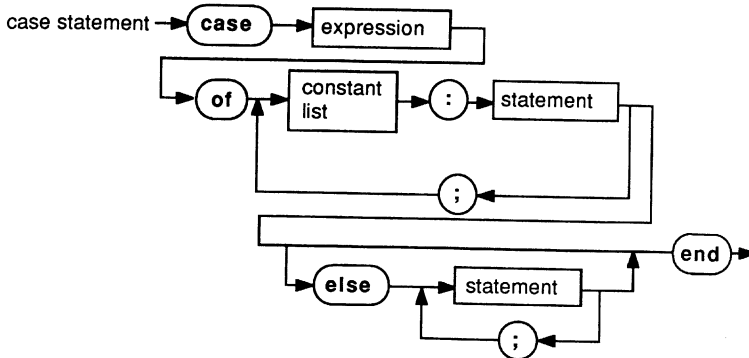 case statement case expression
of constant list : statement
;
end
else statement
;